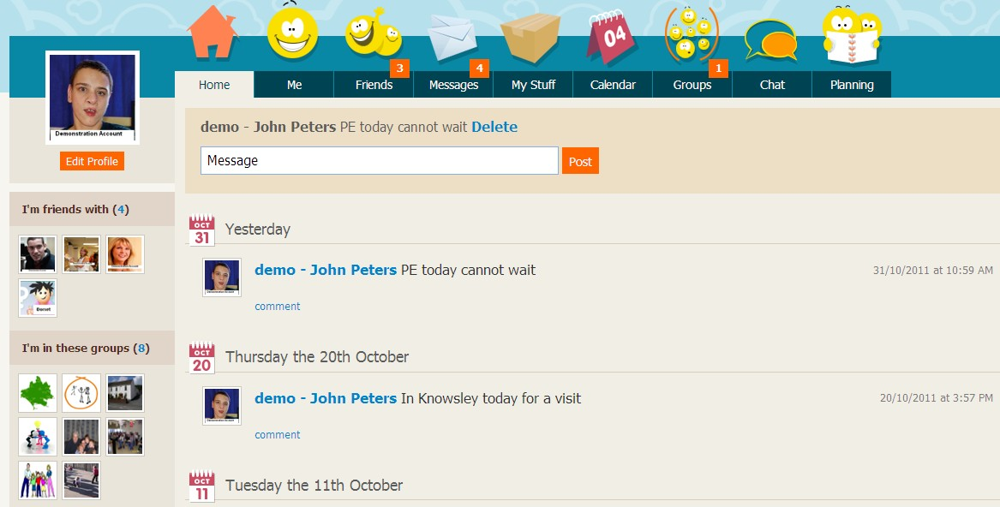 04
3
4
1
Home
Me
Friends
Messages
My Stuff
Calendar
Groups
Chat
Planning
Demonstration Account
Edit Profile
demo - John Peters PE today cannot wait Delete
Message
Post
I'm friends with (4)
Dorset
I'm in these groups (8)
OCT
31
Yesterday
demo - John Peters PE today cannot wait
31/10/2011 at 10:59 AM
comment
OCT
20
Thursday the 20th October
demo - John Peters In Knowsley today for a visit
20/10/2011 at 3:57 PM
comment
OCT
11
Tuesday the 11th October